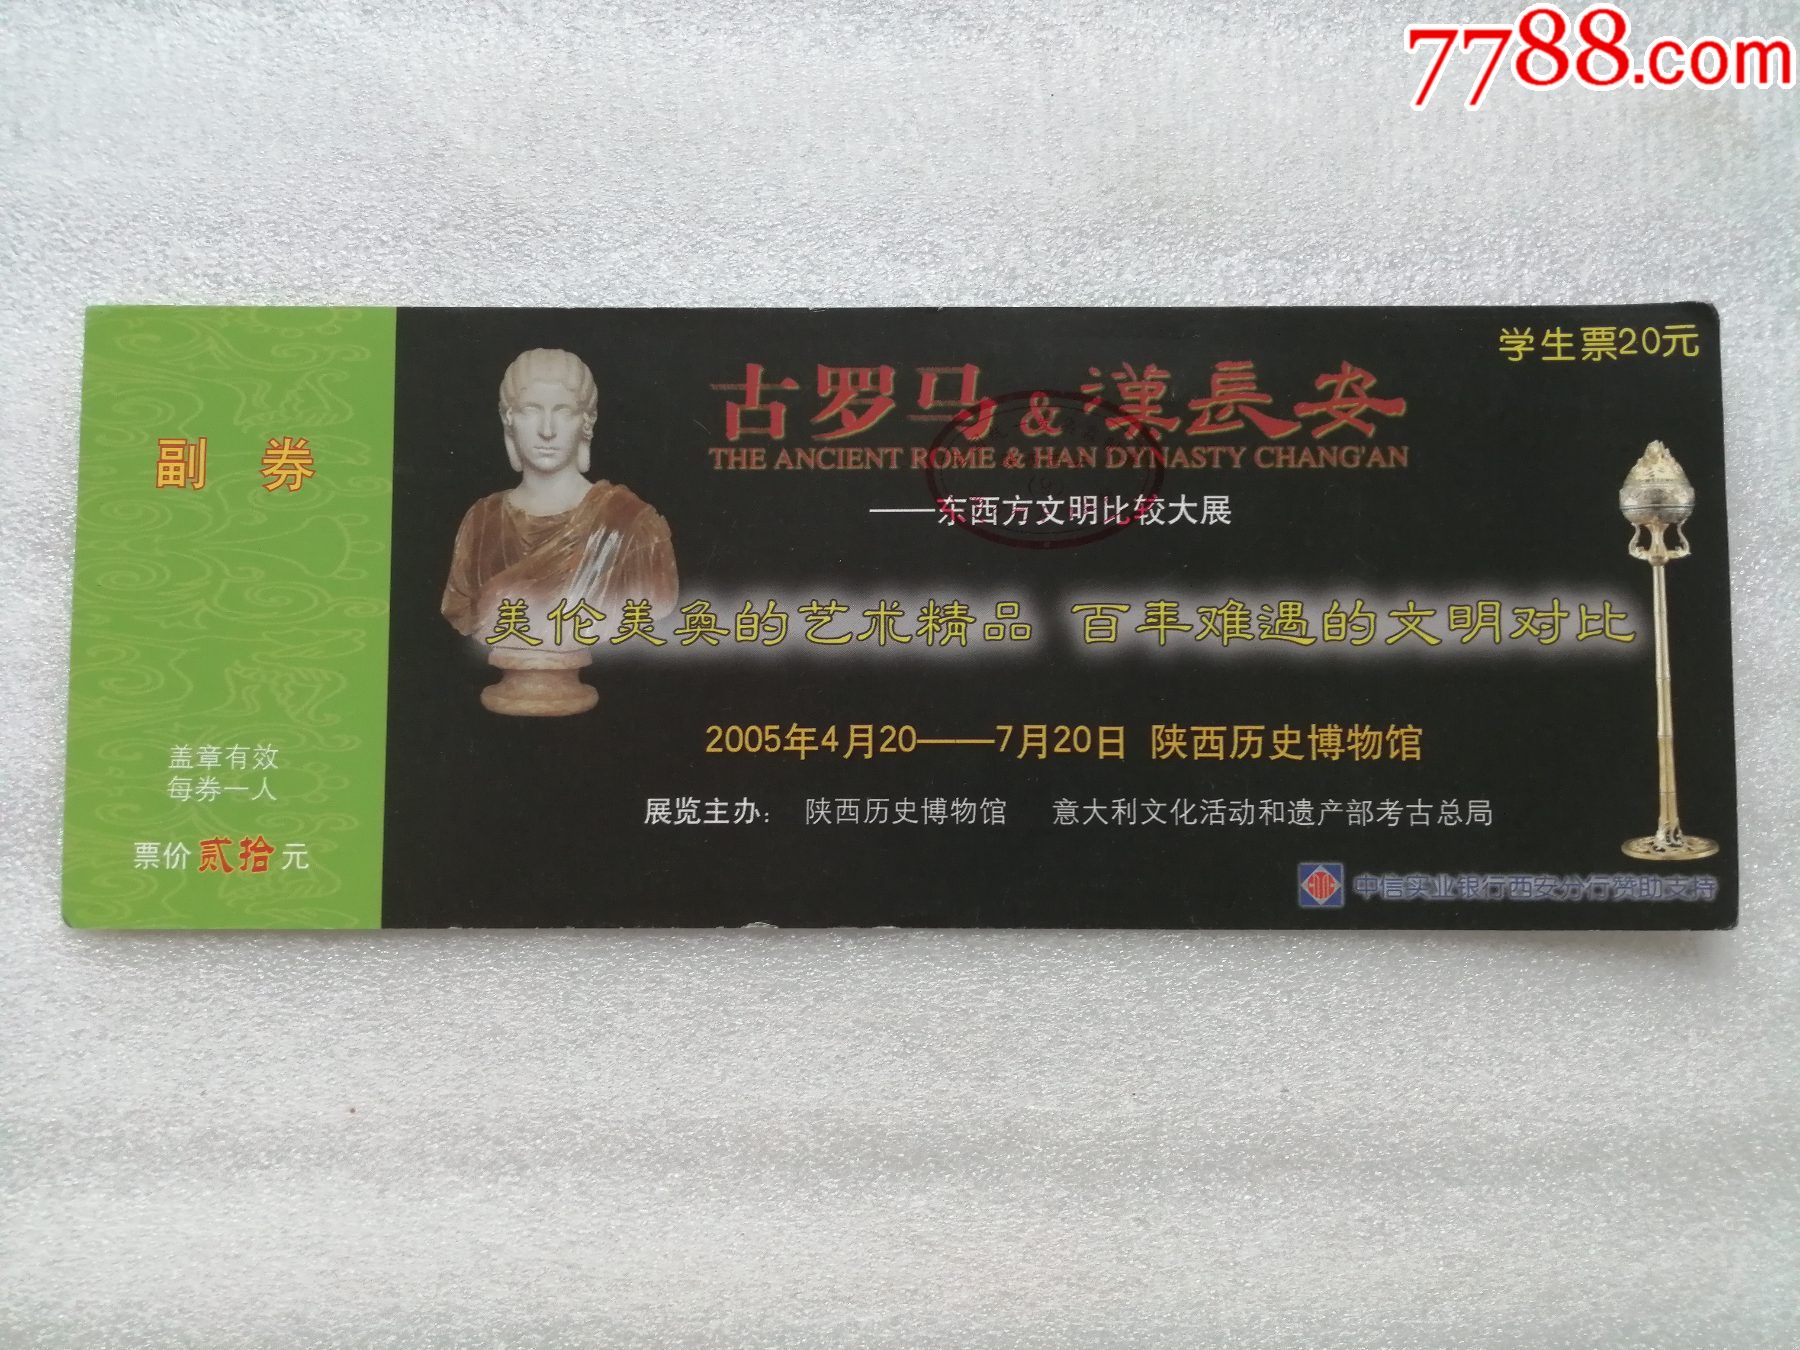 7788.com
学生票20元
古罗马&漢長安
THE ANCIENT ROME & HAN DYNASTY CHANG'AN
——东西方文明比较大展
美伦美奂的艺术精品 百年难遇的文明对比
2005年4月20——7月20日 陕西历史博物馆
展览主办： 陕西历史博物馆 意大利文化活动和遗产部考古总局
中信实业银行西安分行赞助支持
副 券
盖章有效
每券一人
票价贰拾元